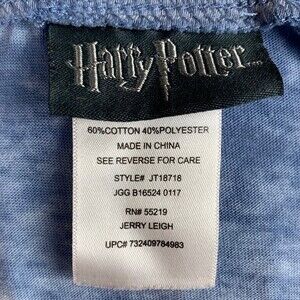 Harry Potter
60%COTTON 40%POLYESTER
MADE IN CHINA
SEE REVERSE FOR CARE
STYLE# JT18718
JGG B16524 0117
RN# 55219
JERRY LEIGH
UPC# 732409784983